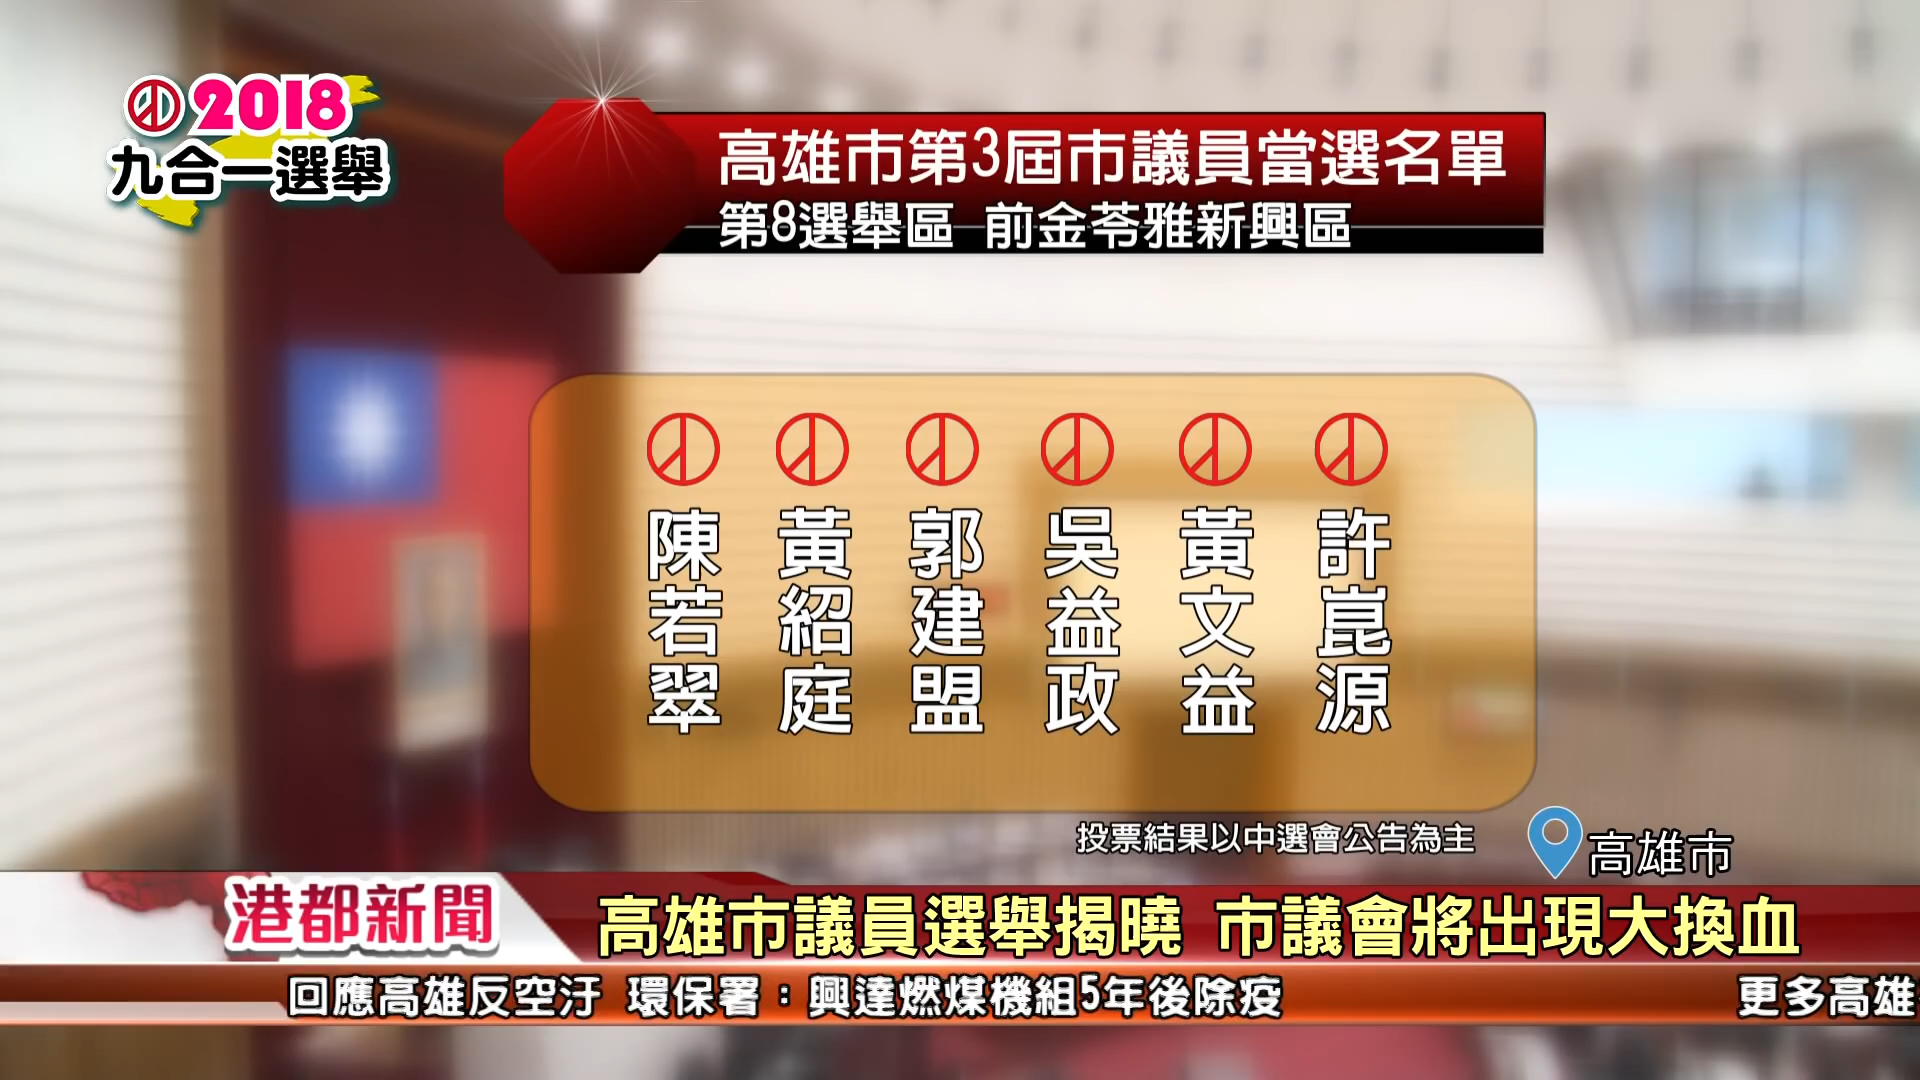 2018
九合一選舉
高雄市第3屆市議員當選名單
第8選舉區 前金苓雅新興區
陳若翠
黃紹庭
郭建盟
吳益政
黃文益
許崑源
投票結果以中選會公告為主
高雄市
港都新聞
高雄市議員選舉揭曉 市議會將出現大換血
回應高雄反空汙 環保署：興達燃煤機組5年後除疫
更多高雄